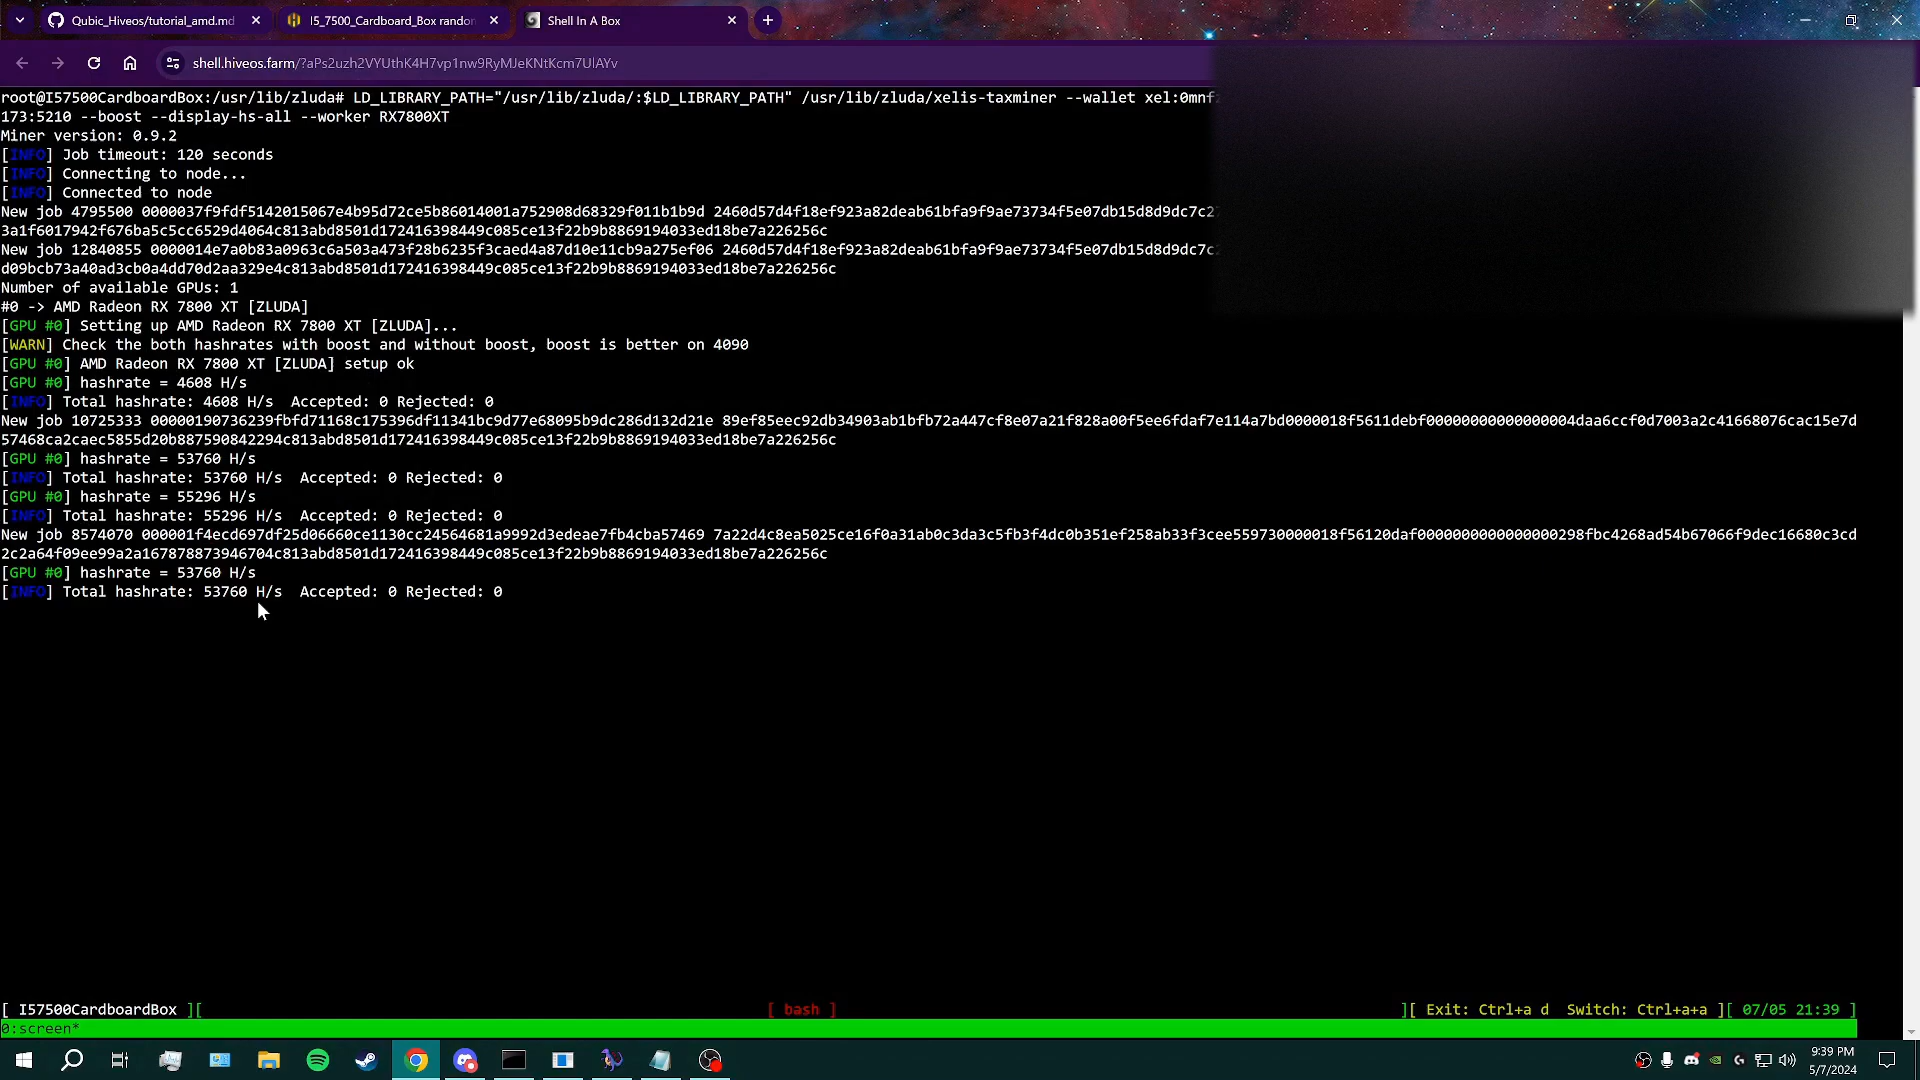 Qubic_Hiveos/tutorial_amd.md
I5_7500_Cardboard_Box randon
Shell In A Box
shell.hiveos.farm/?aPs2uzh2VYUthK4H7vp1nw9RyMJeKNtKcm7UlAYv
root@I57500CardboardBox:/usr/lib/zluda# LD_LIBRARY_PATH="/usr/lib/zluda/:$LD_LIBRARY_PATH" /usr/lib/zluda/xelis-taxminer --wallet xel:0mnf
173:5210 --boost --display-hs-all --worker RX7800XT
Miner version: 0.9.2
[INFO] Job timeout: 120 seconds
[INFO] Connecting to node...
[INFO] Connected to node
New job 4795500 0000037f9fdf5142015067e4b95d72ce5b86014001a752908d68329f011b1b9d 2460d57d4f18ef923a82deab61bfa9f9ae73734f5e07db15d8d9dc7c2
3a1f6017942f676ba5c5cc6529d4064c813abd8501d172416398449c085ce13f22b9b8869194033ed18be7a226256c
New job 12840855 0000014e7a0b83a0963c6a503a473f28b6235f3caed4a87d10e11cb9a275ef06 2460d57d4f18ef923a82deab61bfa9f9ae73734f5e07db15d8d9dc7c2
d09bcb73a40ad3cb0a4dd70d2aa329e4c813abd8501d172416398449c085ce13f22b9b8869194033ed18be7a226256c
Number of available GPUs: 1
#0 -> AMD Radeon RX 7800 XT [ZLUDA]
[GPU #0] Setting up AMD Radeon RX 7800 XT [ZLUDA]...
[WARN] Check the both hashrates with boost and without boost, boost is better on 4090
[GPU #0] AMD Radeon RX 7800 XT [ZLUDA] setup ok
[GPU #0] hashrate = 4608 H/s
[INFO] Total hashrate: 4608 H/s  Accepted: 0 Rejected: 0
New job 10725333 00000190736239fbfd71168c175396df11341bc9d77e68095b9dc286d132d21e 89ef85eec92db34903ab1bfb72a447cf8e07a21f828a00f5ee6fdaf7e114a7bd0000018f5611debf00000000000000004daa6ccf0d7003a2c41668076cac15e7d
57468ca2caec5855d20b887590842294c813abd8501d172416398449c085ce13f22b9b8869194033ed18be7a226256c
[GPU #0] hashrate = 53760 H/s
[INFO] Total hashrate: 53760 H/s  Accepted: 0 Rejected: 0
[GPU #0] hashrate = 55296 H/s
[INFO] Total hashrate: 55296 H/s  Accepted: 0 Rejected: 0
New job 8574070 000001f4ecd697df25d06660ce1130cc24564681a9992d3edeae7fb4cba57469 7a22d4c8ea5025ce16f0a31ab0c3da3c5fb3f4dc0b351ef258ab33f3cee559730000018f56120daf0000000000000000298fbc4268ad54b67066f9dec16680c3cd
2c2a64f09ee99a2a167878873946704c813abd8501d172416398449c085ce13f22b9b8869194033ed18be7a226256c
[GPU #0] hashrate = 53760 H/s
[INFO] Total hashrate: 53760 H/s  Accepted: 0 Rejected: 0
[ I57500CardboardBox ][ [ bash ] ][ Exit: Ctrl+a d  Switch: Ctrl+a+a ][ 07/05 21:39 ]
0:screen*
9:39 PM
5/7/2024